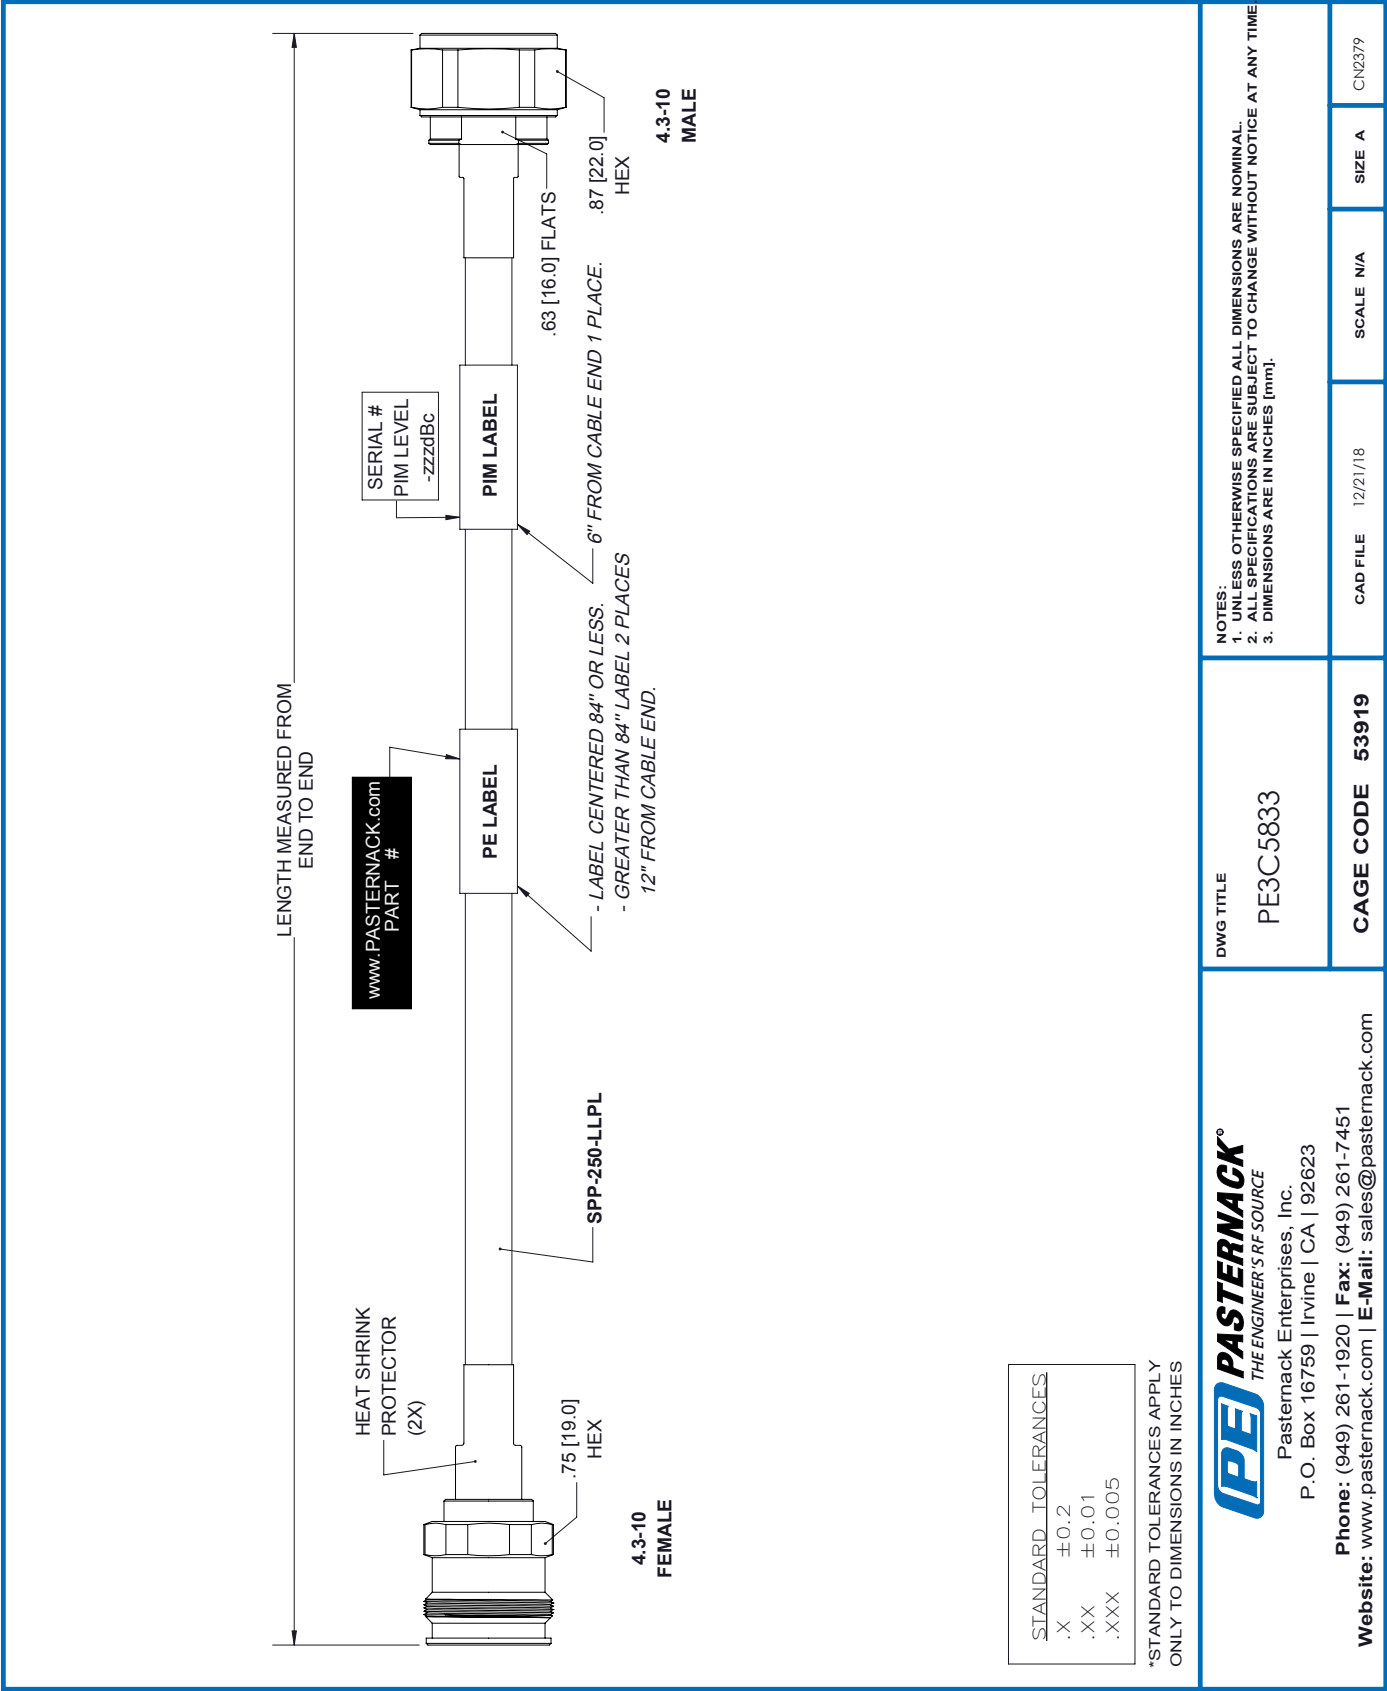 LENGTH MEASURED FROM
END TO END
HEAT SHRINK
PROTECTOR
(2X)
www.PASTERNACK.com
PART #
SERIAL #
PIM LEVEL
-zzzdBc
PE LABEL
PIM LABEL
.75 [19.0]
HEX
4.3-10
FEMALE
SPP-250-LLPL
- LABEL CENTERED 84" OR LESS.
- GREATER THAN 84" LABEL 2 PLACES
12" FROM CABLE END.
6" FROM CABLE END 1 PLACE.
.63 [16.0] FLATS
.87 [22.0]
HEX
4.3-10
MALE
STANDARD TOLERANCES
.X ±0.2
.XX ±0.01
.XXX ±0.005
*STANDARD TOLERANCES APPLY
ONLY TO DIMENSIONS IN INCHES
PE PASTERNACK®
THE ENGINEER'S RF SOURCE
Pasternack Enterprises, Inc.
P.O. Box 16759 | Irvine | CA | 92623
Phone: (949) 261-1920 | Fax: (949) 261-7451
Website: www.pasternack.com | E-Mail: sales@pasternack.com
DWG TITLE
PE3C5833
CAGE CODE 53919
NOTES:
1. UNLESS OTHERWISE SPECIFIED ALL DIMENSIONS ARE NOMINAL.
2. ALL SPECIFICATIONS ARE SUBJECT TO CHANGE WITHOUT NOTICE AT ANY TIME.
3. DIMENSIONS ARE IN INCHES [mm].
CAD FILE 12/21/18
SCALE N/A
SIZE A
CN2379